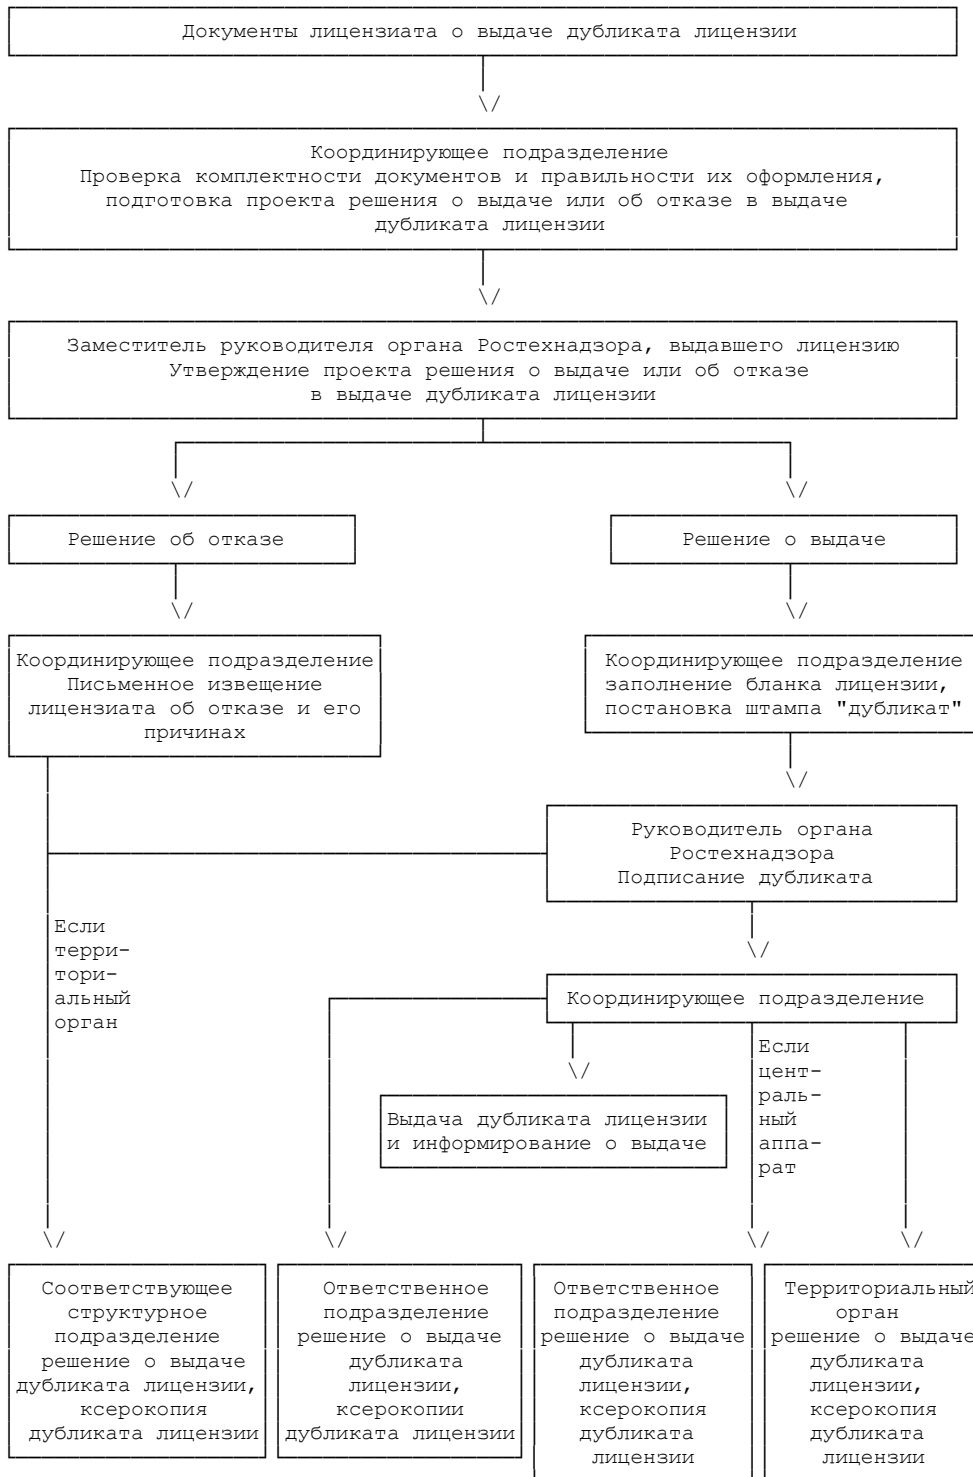 Документы лицензиата о выдаче дубликата лицензии
Координирующее подразделение
Проверка комплектности документов и правильности их оформления,
подготовка проекта решения о выдаче или об отказе в выдаче
дубликата лицензии
Заместитель руководителя органа Ростехнадзора, выдавшего лицензию
Утверждение проекта решения о выдаче или об отказе
в выдаче дубликата лицензии
Решение об отказе
Решение о выдаче
Координирующее подразделение
Письменное извещение
лицензиата об отказе и его
причинах
Координирующее подразделение
заполнение бланка лицензии,
постановка штампа "дубликат"
Руководитель органа
Ростехнадзора
Подписание дубликата
Если
терри-
тори-
альный
орган
Координирующее подразделение
Если
цент-
раль-
ный
аппа-
рат
Выдача дубликата лицензии
и информирование о выдаче
Соответствующее
структурное
подразделение
решение о выдаче
дубликата лицензии,
ксерокопия
дубликата лицензии
Ответственное
подразделение
решение о выдаче
дубликата
лицензии,
ксерокопии
дубликата лицензии
Ответственное
подразделение
решение о выдаче
дубликата
лицензии,
ксерокопия
дубликата
лицензии
Территориальный
орган
решение о выдаче
дубликата
лицензии,
ксерокопия
дубликата
лицензии